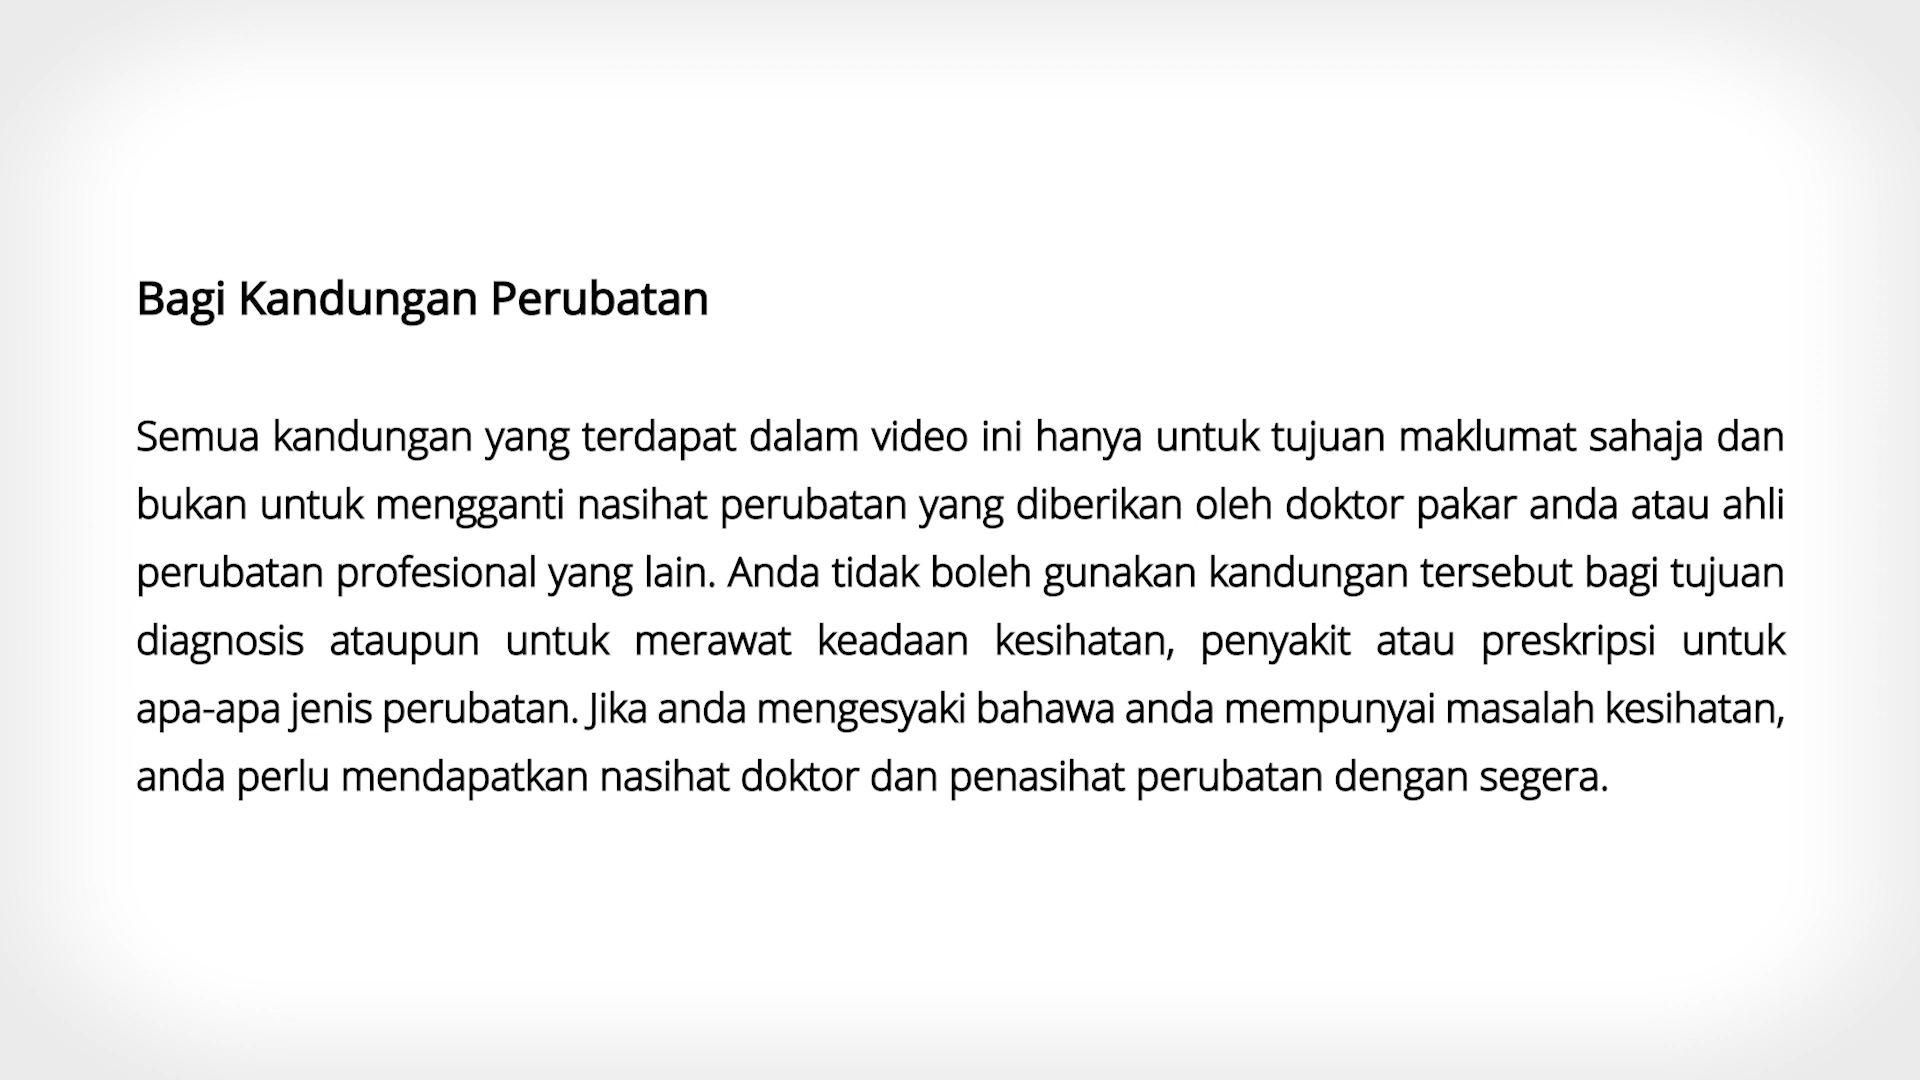 Bagi Kandungan Perubatan
Semua kandungan yang terdapat dalam video ini hanya untuk tujuan maklumat sahaja dan
bukan untuk mengganti nasihat perubatan yang diberikan oleh doktor pakar anda atau ahli
perubatan profesional yang lain. Anda tidak boleh gunakan kandungan tersebut bagi tujuan
diagnosis ataupun untuk merawat keadaan kesihatan, penyakit atau preskripsi untuk
apa-apa jenis perubatan. Jika anda mengesyaki bahawa anda mempunyai masalah kesihatan,
anda perlu mendapatkan nasihat doktor dan penasihat perubatan dengan segera.